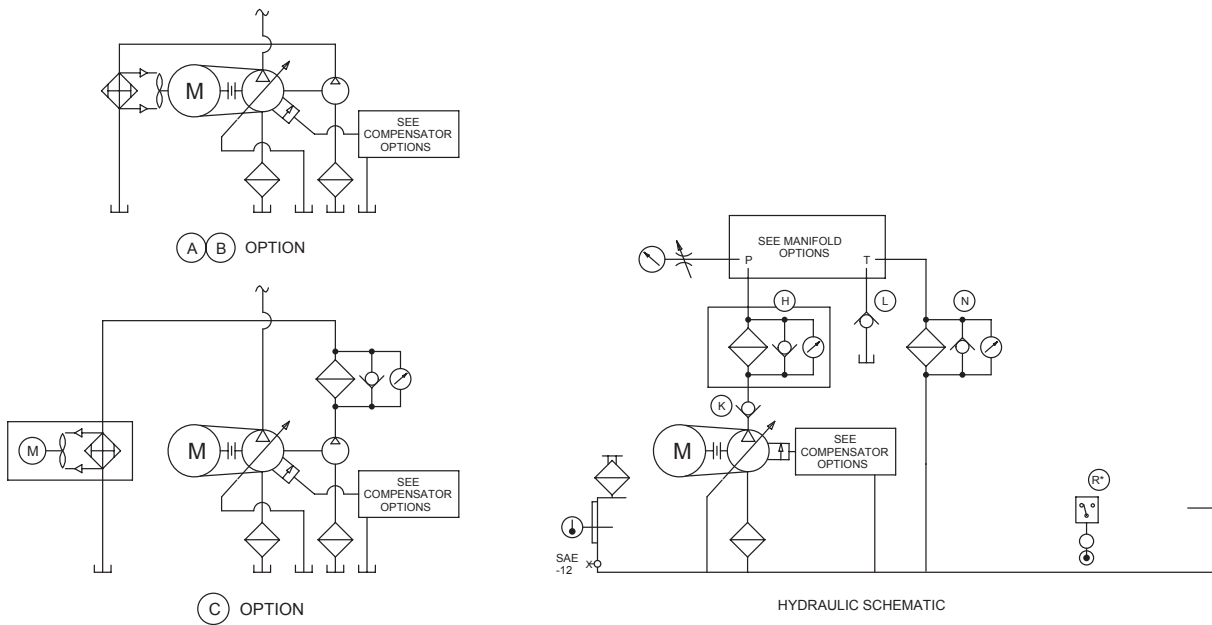 M
SEE
COMPENSATOR
OPTIONS
A B OPTION
M
M
SEE
COMPENSATOR
OPTIONS
C OPTION
SEE MANIFOLD
OPTIONS
P
T
H
L
N
K
M
SEE
COMPENSATOR
OPTIONS
R*
SAE
-12
X
HYDRAULIC SCHEMATIC